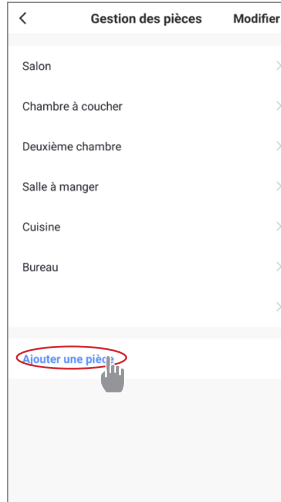 Gestion des pièces Modifier
Salon
Chambre à coucher
Deuxième chambre
Salle à manger
Cuisine
Bureau
Ajouter une pièce